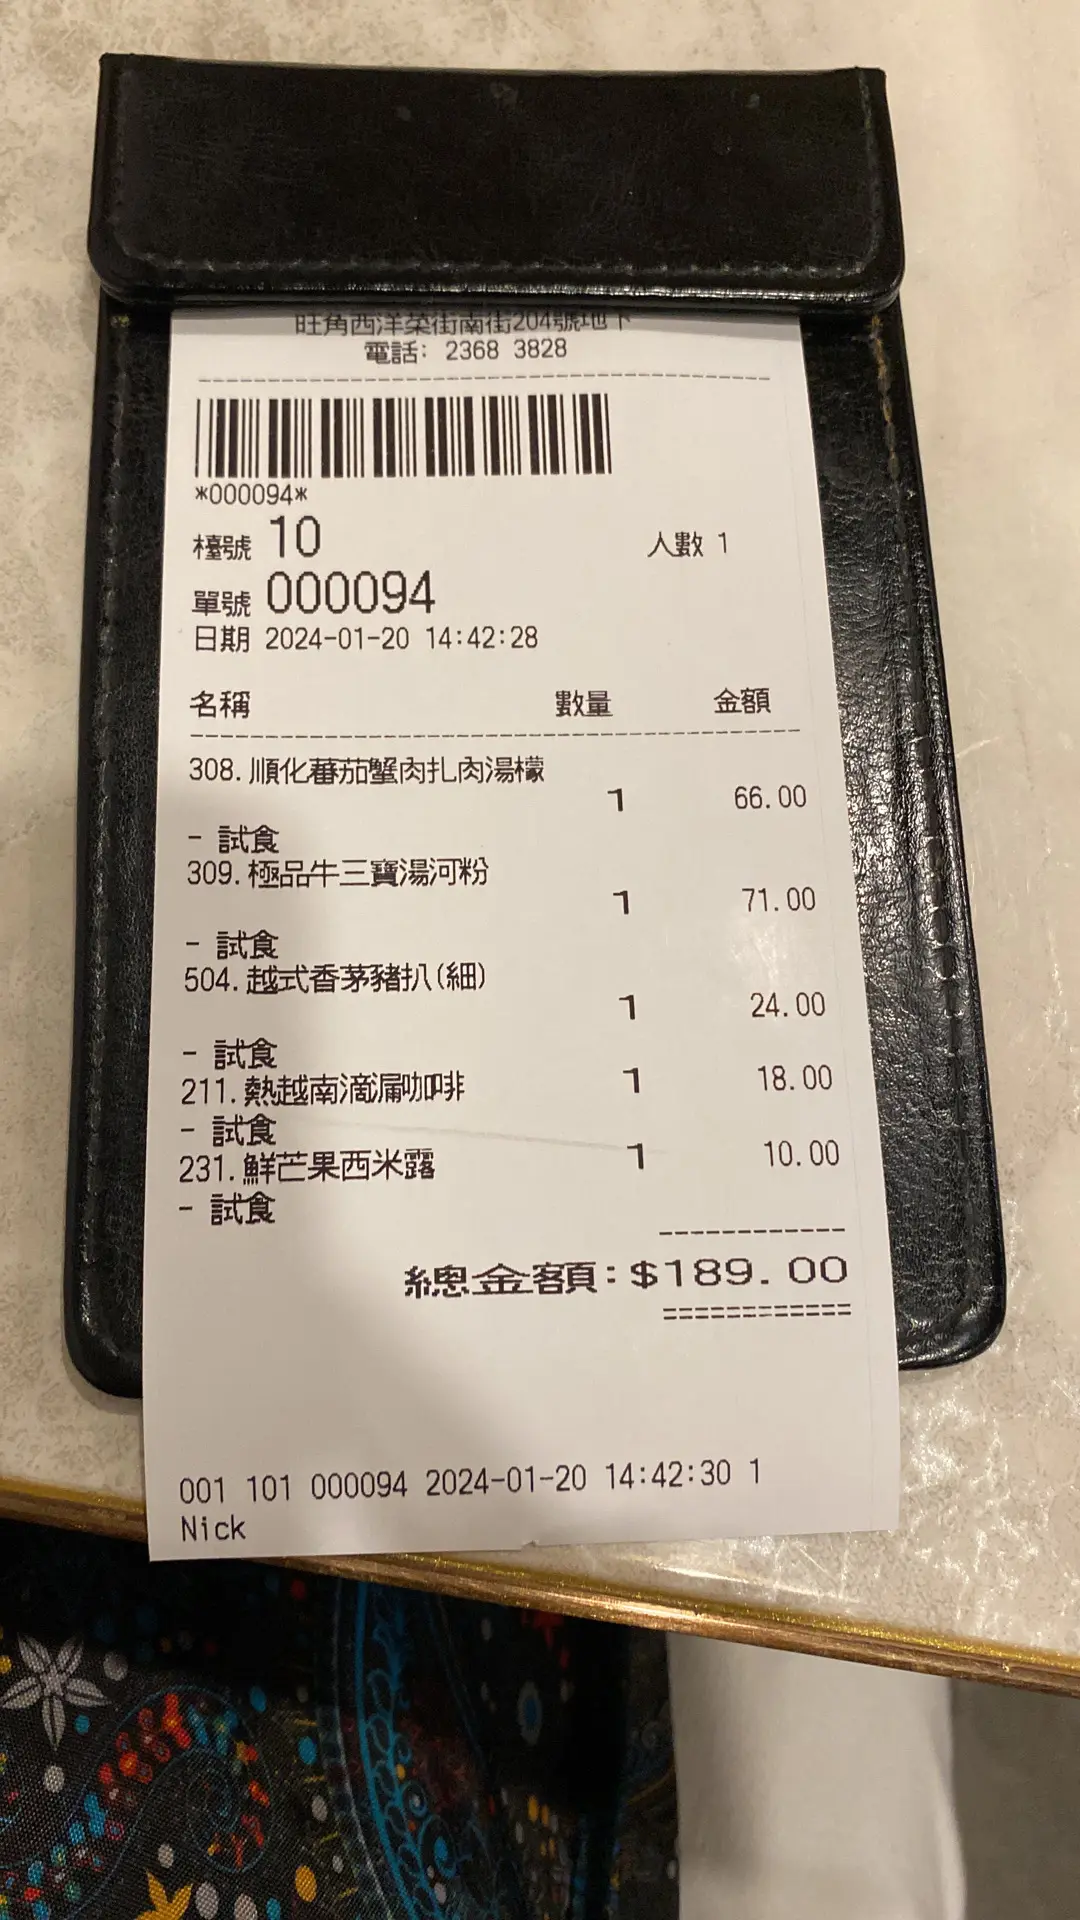 旺角西洋菜街南街204號地下
電話: 2368 3828
*000094*
檯號 10 人數 1
單號 000094
日期 2024-01-20 14:42:28
名稱 數量 金額
308.順化蕃茄蟹肉扎肉湯檬
1 66.00
- 試食
309.極品牛三寶湯河粉
1 71.00
- 試食
504.越式香茅豬扒(細)
1 24.00
- 試食
211.熱越南滴漏咖啡 1 18.00
- 試食
231.鮮芒果西米露 1 10.00
- 試食
總金額:$189.00
001 101 000094 2024-01-20 14:42:30 1
Nick